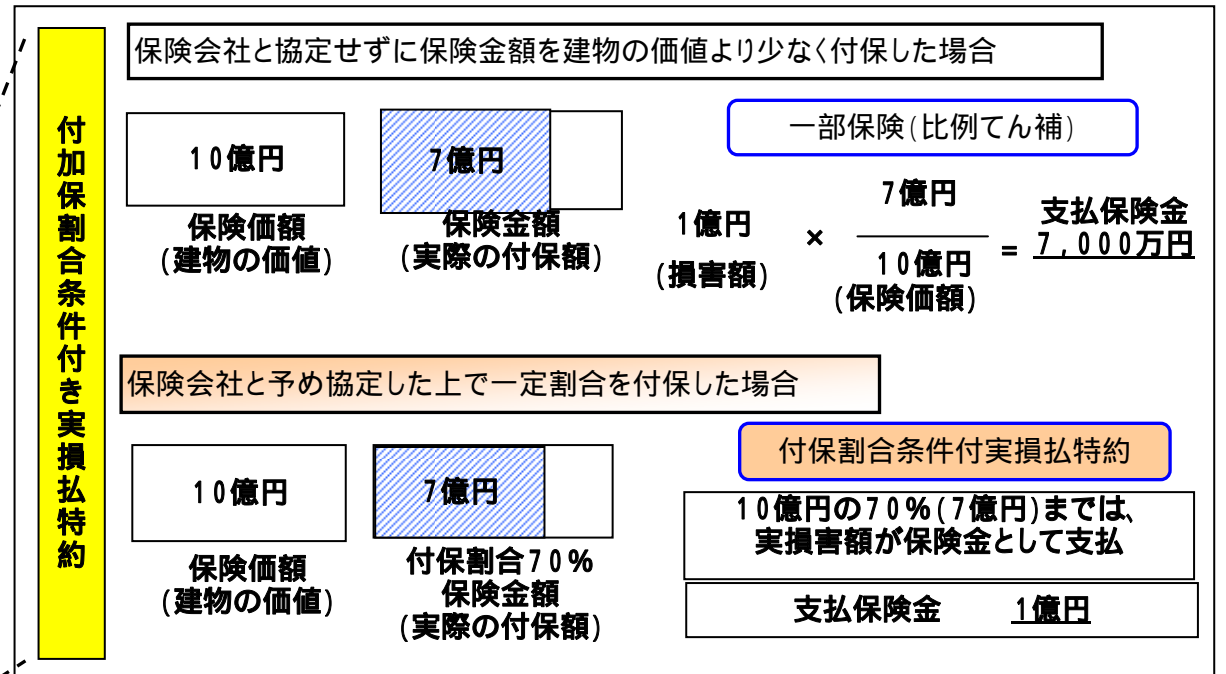 付加保割合条件付き実損払特約
保険会社と協定せずに保険金額を建物の価値より少なく付保した場合
10億円
保険価額
(建物の価値)
7億円
保険金額
(実際の付保額)
一部保険(比例てん補)
1億円
(損害額)
×
7億円
10億円
(保険価額)
=
支払保険金
7,000万円
保険会社と予め協定した上で一定割合を付保した場合
10億円
保険価額
(建物の価値)
7億円
付保割合70%
保険金額
(実際の付保額)
付保割合条件付実損払特約
10億円の70%(7億円)までは、
実損害額が保険金として支払
支払保険金 1億円